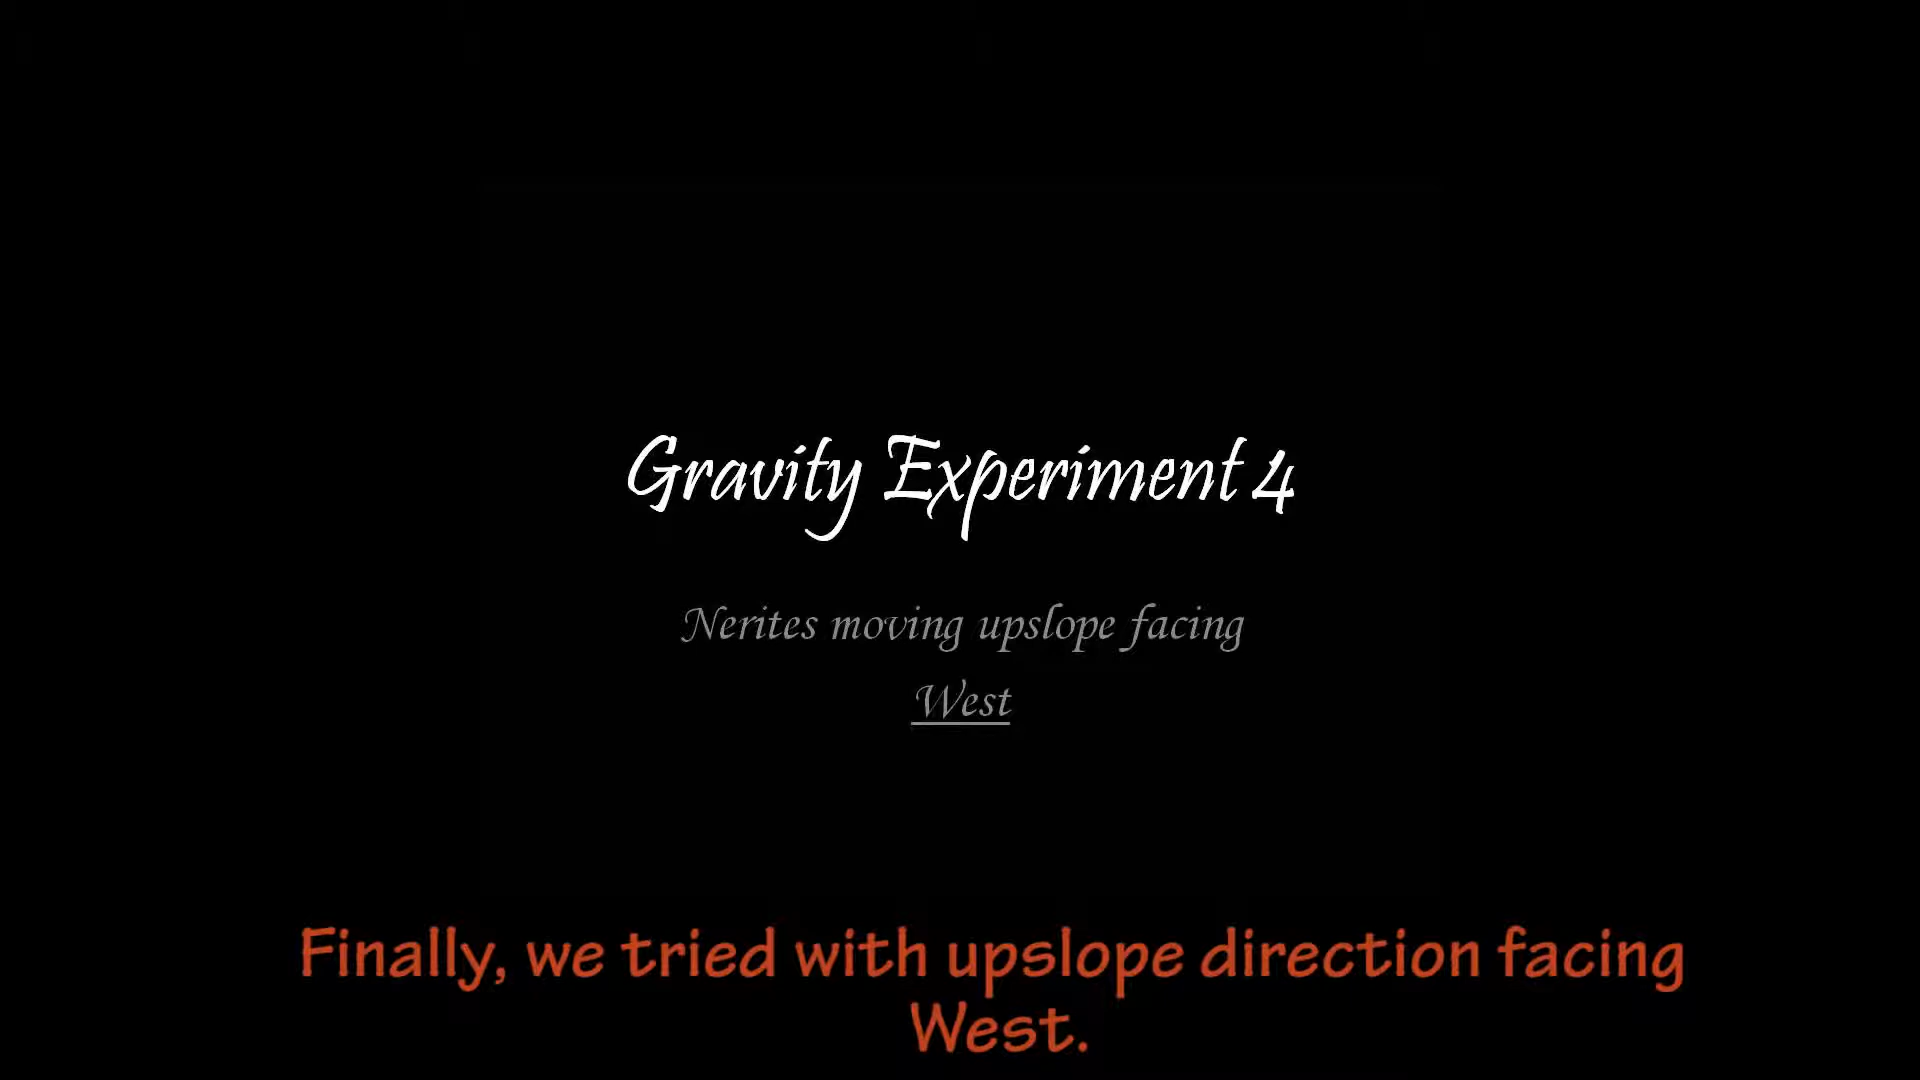 Gravity Experiment 4
Nerites moving upslope facing
West
Finally, we tried with upslope direction facing
West.